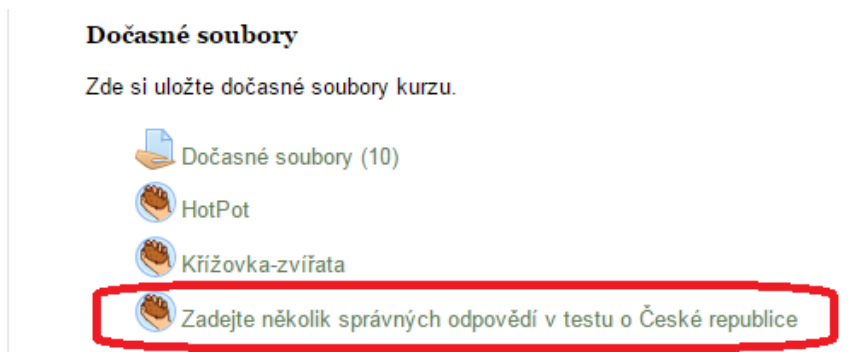 Dočasné soubory
Zde si uložte dočasné soubory kurzu.
Dočasné soubory (10)
HotPot
Křížovka-zvířata
Zadejte několik správných odpovědí v testu o České republice